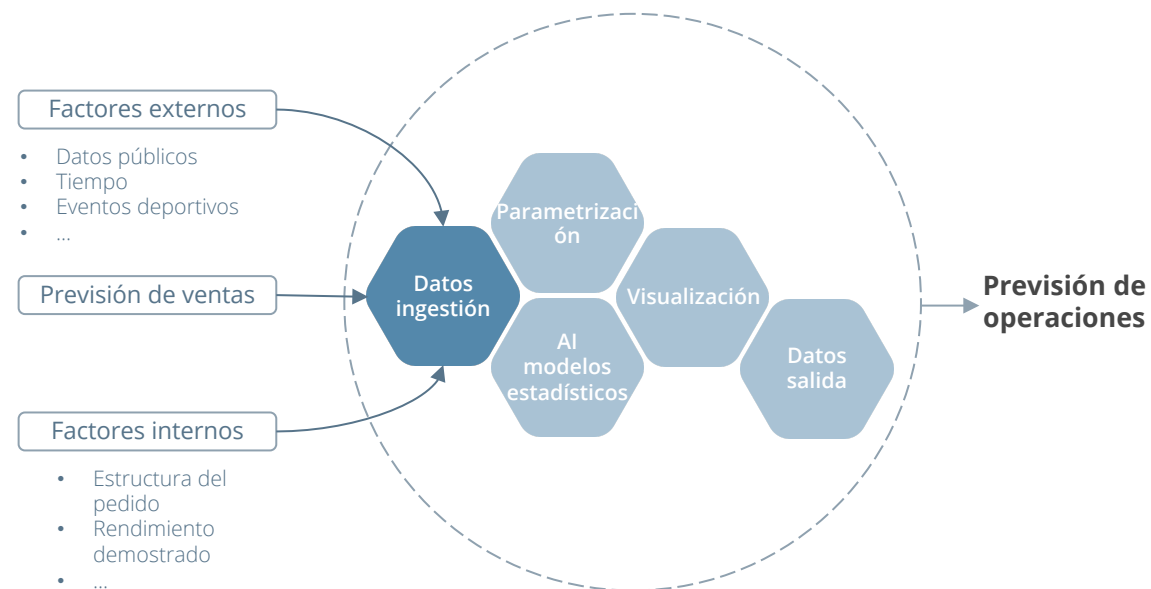 Factores externos
• Datos públicos
• Tiempo
• Eventos deportivos
• ...
Previsión de ventas
Factores internos
• Estructura del
pedido
• Rendimiento
demostrado
• ...
Datos
ingestión
Parametrizaci
ón
AI
modelos
estadísticos
Visualización
Datos
salida
Previsión de
operaciones